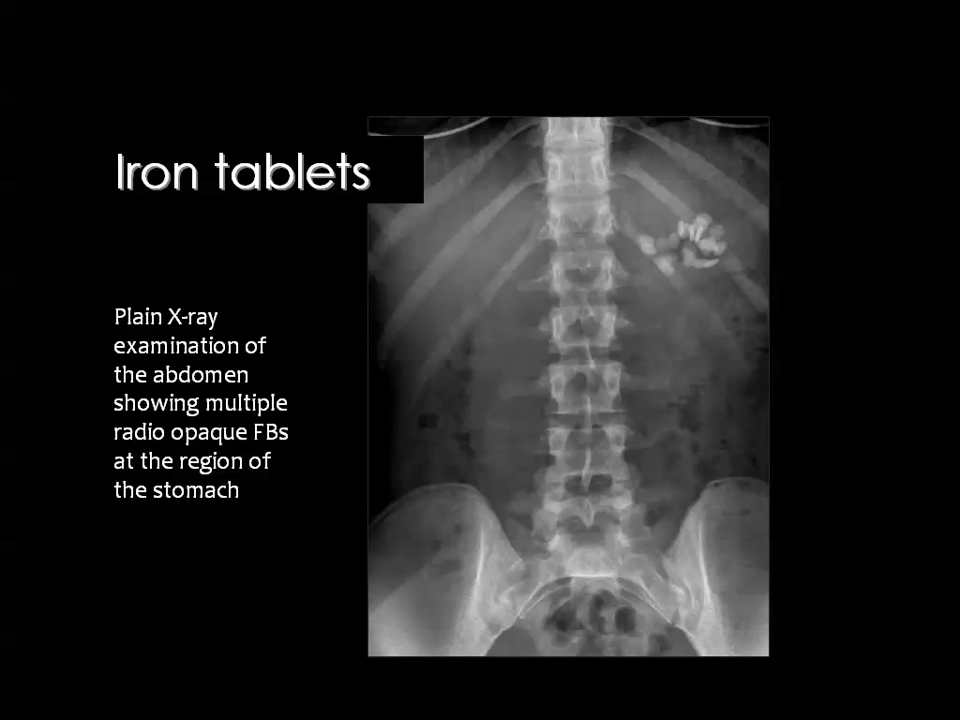 Iron tablets
Plain X-ray
examination of
the abdomen
showing multiple
radio opaque FBs
at the region of
the stomach